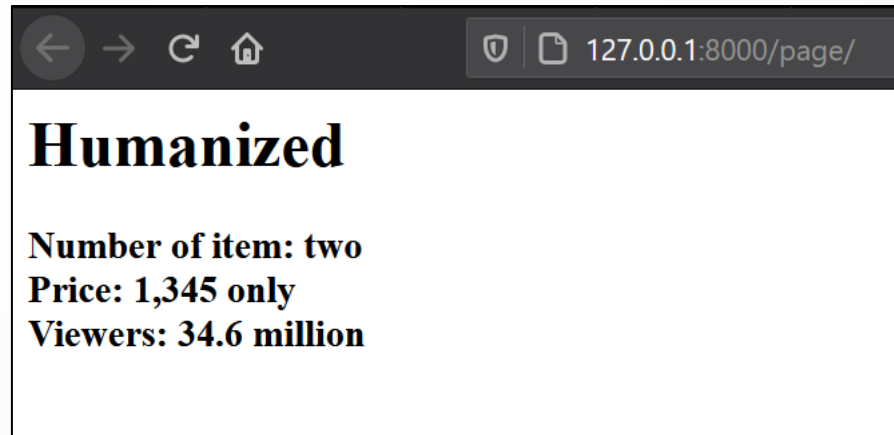 127.0.0.1:8000/page/
Humanized
Number of item: two
Price: 1,345 only
Viewers: 34.6 million